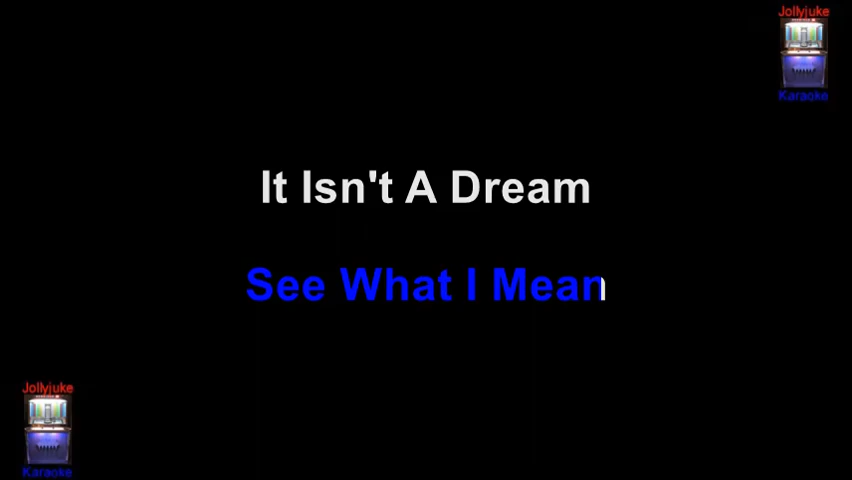 Jollyjuke
Karaoke
It Isn't A Dream
See What I Mean
Jollyjuke
Karaoke